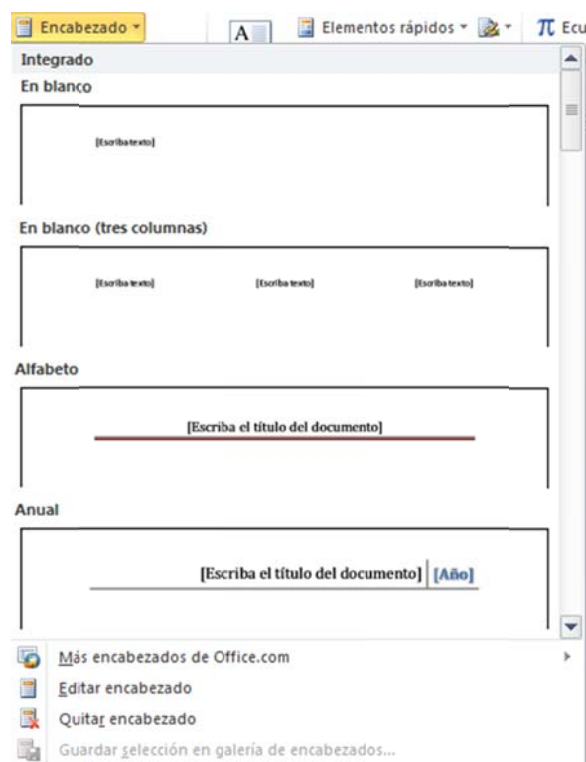 Encabezado
A
Elementos rápidos
π Ecu
Integrado
En blanco
[Escriba texto]
En blanco (tres columnas)
[Escriba texto] [Escriba texto] [Escriba texto]
Alfabeto
[Escriba el título del documento]
Anual
[Escriba el título del documento] [Año]
Más encabezados de Office.com
Editar encabezado
Quitar encabezado
Guardar selección en galería de encabezados...